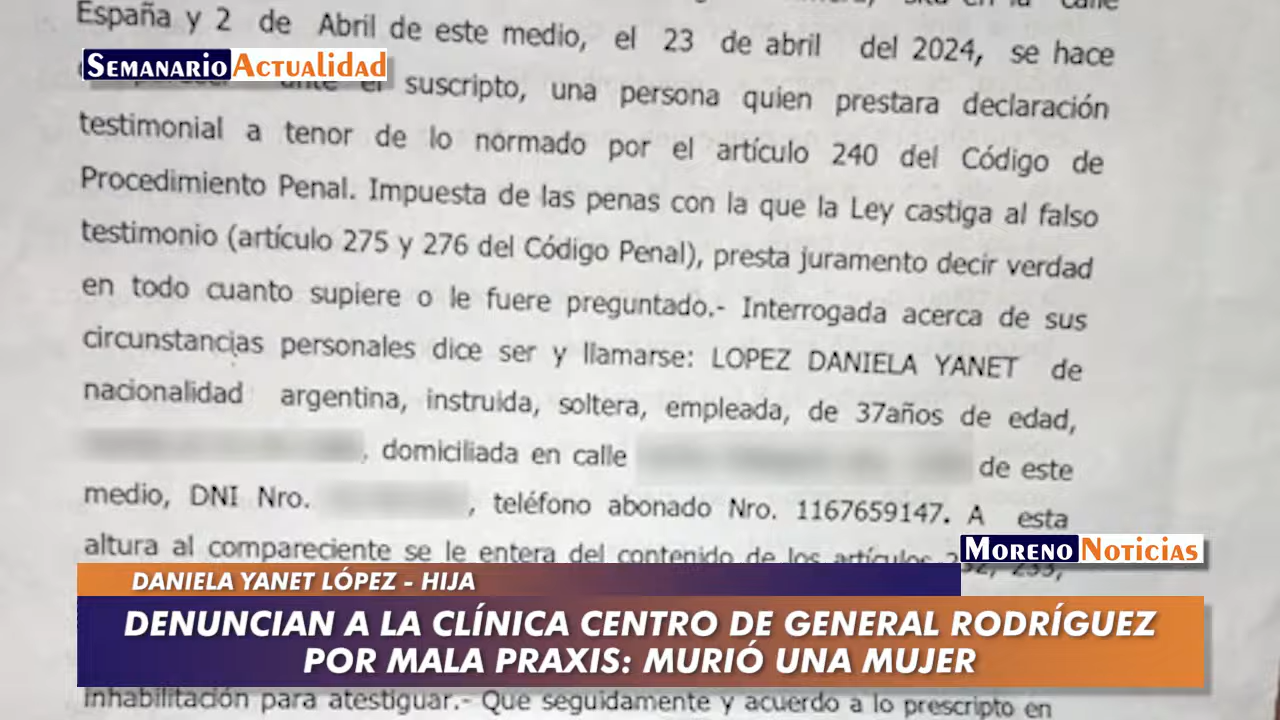 España y 2 de Abril de este medio, el 23 de abril del 2024, se hace
SEMANARIO ACTUALIDAD
ante el suscripto, una persona quien prestara declaración
testimonial a tenor de lo normado por el artículo 240 del Código de
Procedimiento Penal. Impuesta de las penas con la que la Ley castiga al falso
testimonio (artículo 275 y 276 del Código Penal), presta juramento decir verdad
en todo cuanto supiere o le fuere preguntado.- Interrogada acerca de sus
circunstancias personales dice ser y llamarse: LOPEZ DANIELA YANET de
nacionalidad argentina, instruida, soltera, empleada, de 37años de edad,
, domiciliada en calle de este
medio, DNI Nro. , teléfono abonado Nro. 1167659147. A esta
altura al compareciente se le entera del contenido de los artículos
MORENO NOTICIAS
DANIELA YANET LÓPEZ - HIJA
DENUNCIAN A LA CLÍNICA CENTRO DE GENERAL RODRÍGUEZ
POR MALA PRAXIS: MURIÓ UNA MUJER
inhabilitación para atestiguar.- Que seguidamente y acuerdo a lo prescripto en